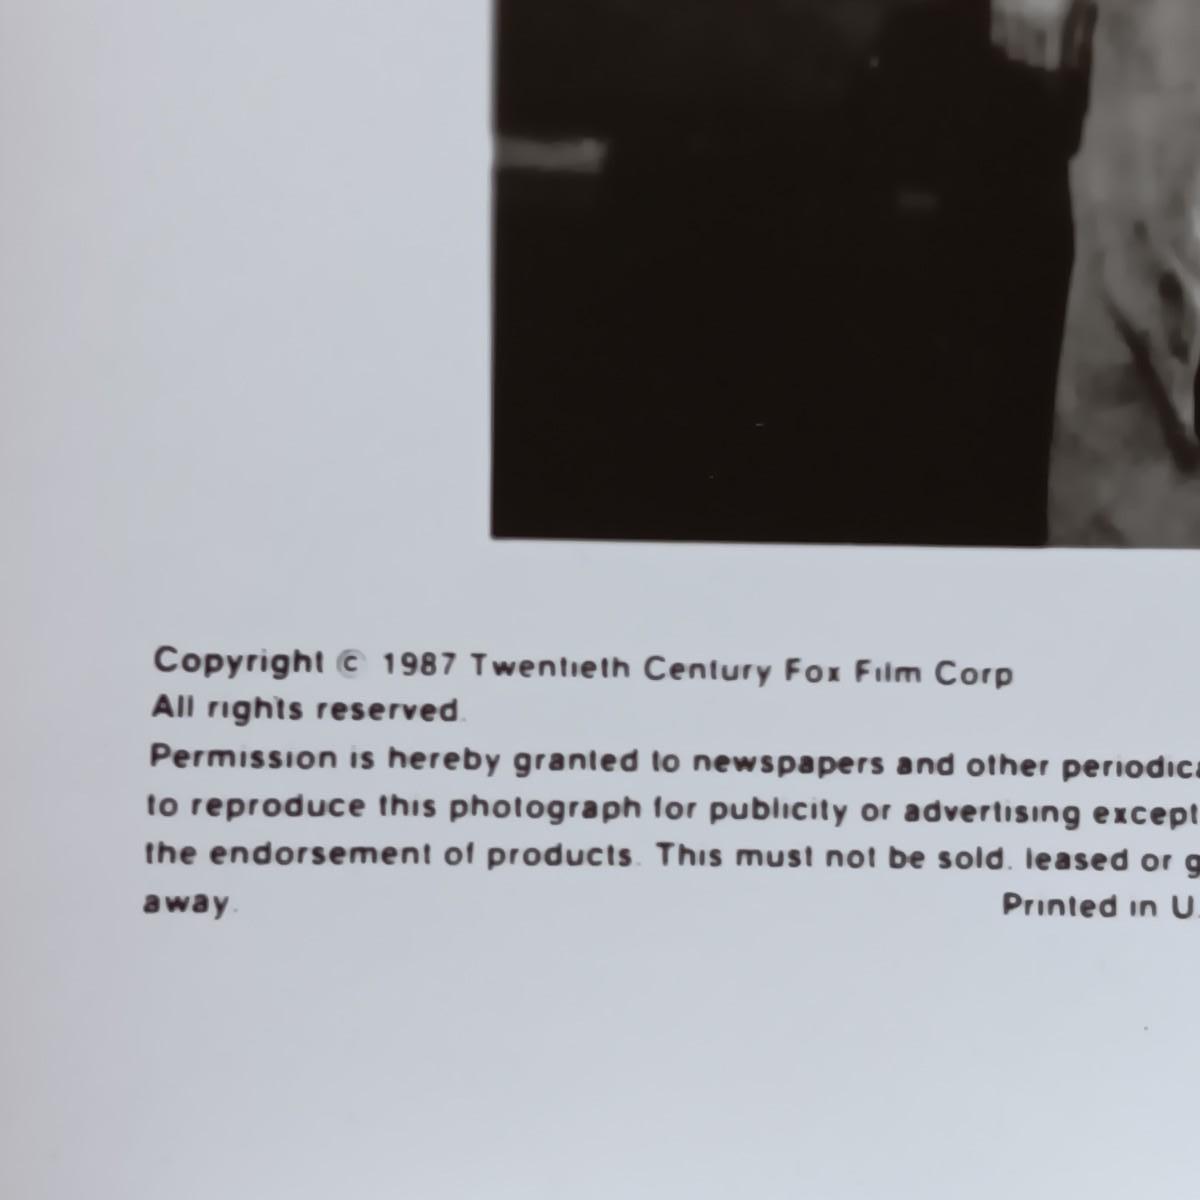 Copyright © 1987 Twentieth Century Fox Film Corp
All rights reserved.
Permission is hereby granted to newspapers and other
to reproduce this photograph for publicity or advertising except
the endorsement of products. This must not be sold. leased or
away.
Printed in U.